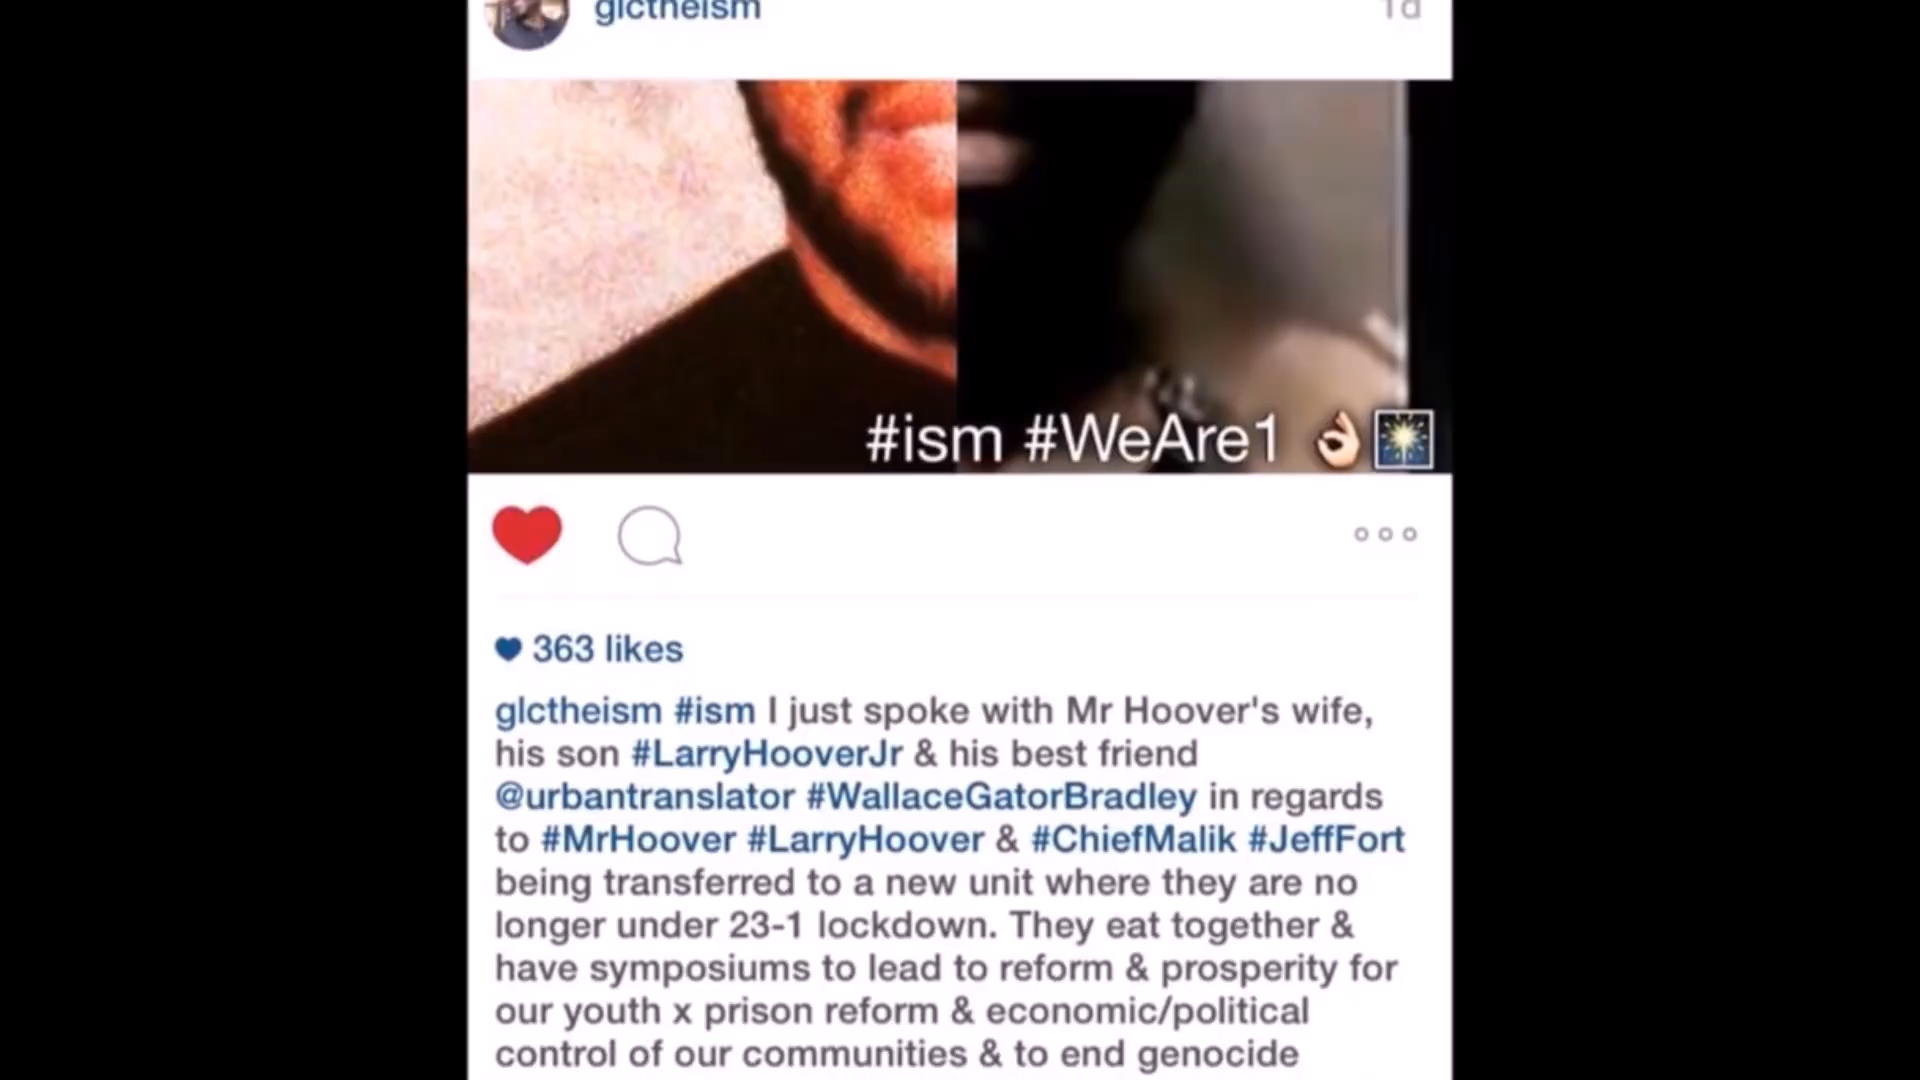 glctheism
1d
#ism #WeAre1 👌🎇
363 likes
glctheism #ism I just spoke with Mr Hoover's wife,
his son #LarryHooverJr & his best friend
@urbantranslator #WallaceGatorBradley in regards
to #MrHoover #LarryHoover & #ChiefMalik #JeffFort
being transferred to a new unit where they are no
longer under 23-1 lockdown. They eat together &
have symposiums to lead to reform & prosperity for
our youth x prison reform & economic/political
control of our communities & to end genocide